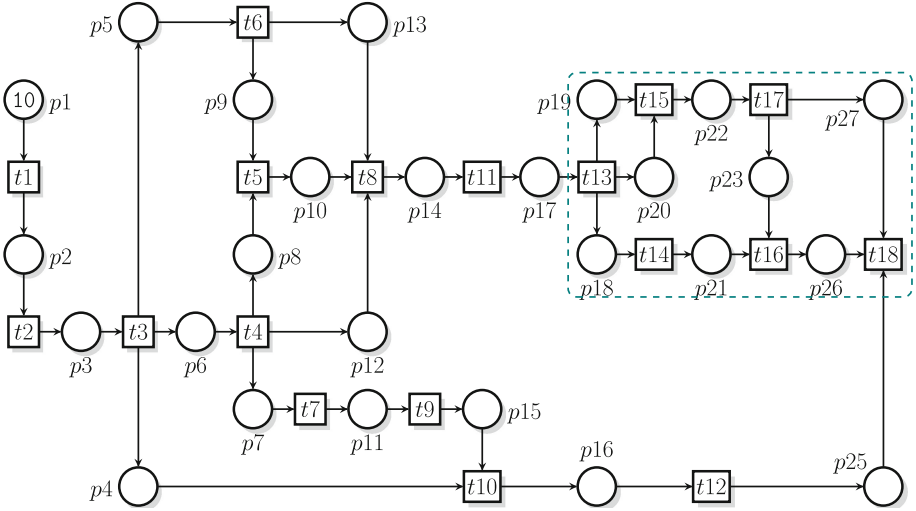 p5 t6 p13
10 p1 p9 p19 t15 p22 t17 p27
t1 t5 p10 t8 p14 t11 p17 t13 p20 p23
p2 p8 p18 t14 p21 t16 p26 t18
t2 p3 t3 p6 t4 p12
p7 t7 p11 t9 p15
p4 t10 p16 t12 p25